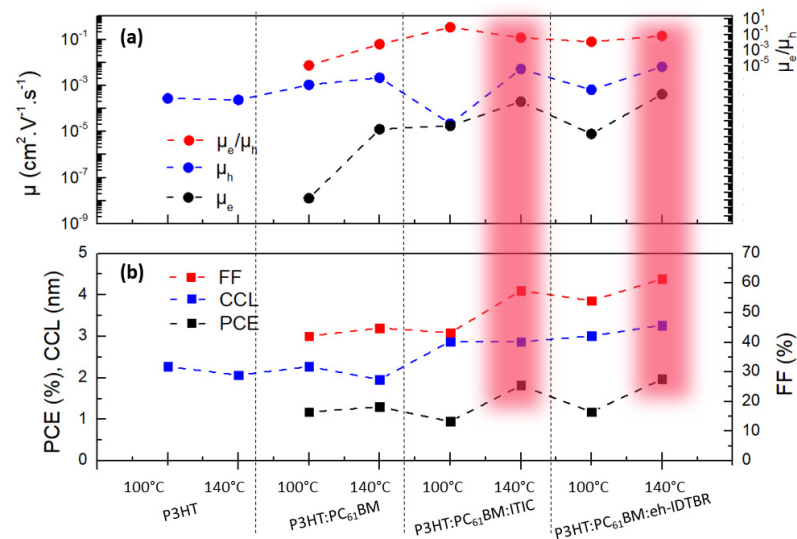 (a)
μ (cm².V⁻¹.s⁻¹)
10⁻¹
10⁻³
10⁻⁵
10⁻⁷
10⁻⁹
μₑ/μₕ
μₕ
μₑ
10¹
10⁻¹
10⁻³
10⁻⁵
μₑ/μₕ
(b)
PCE (%), CCL (nm)
5
4
3
2
1
0
FF
CCL
PCE
70
60
50
40
30
20
10
0
FF (%)
100°C 140°C 100°C 140°C 100°C 140°C 100°C 140°C
P3HT P3HT:PC₆₁BM P3HT:PC₆₁BM:ITIC P3HT:PC₆₁BM:eh-IDTBR